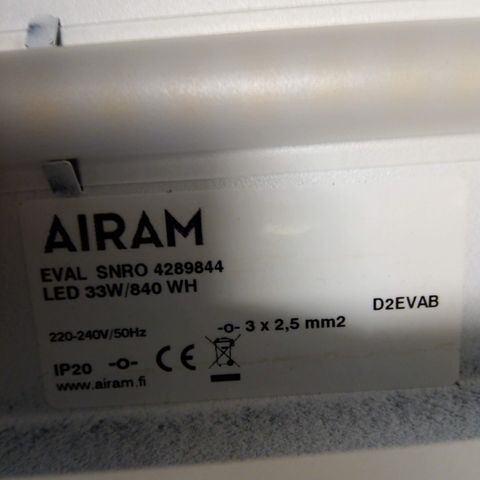 AIRAM
EVAL SNRO 4289844
LED 33W/840 WH
D2EVAB
220-240V/50Hz -o- 3 x 2,5 mm2
IP20 -o- CE
www.airam.fi